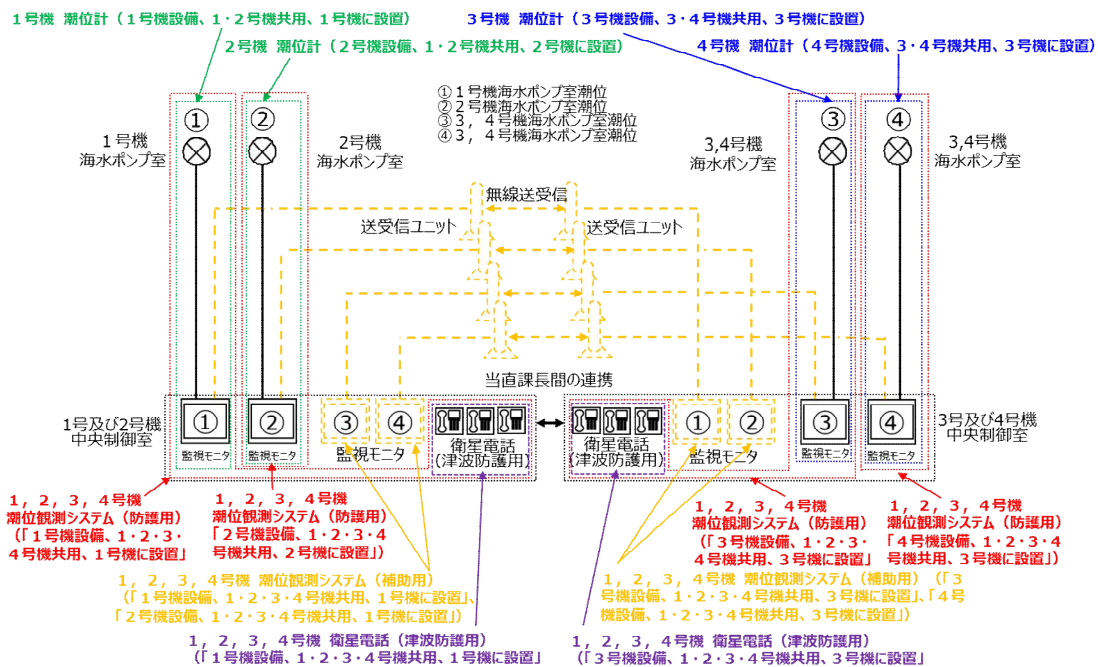 1号機 潮位計（1号機設備、1・2号機共用、1号機に設置）
3号機 潮位計（3号機設備、3・4号機共用、3号機に設置）
2号機 潮位計（2号機設備、1・2号機共用、2号機に設置）
4号機 潮位計（4号機設備、3・4号機共用、3号機に設置）
①1号機海水ポンプ室潮位
②2号機海水ポンプ室潮位
③3，4号機海水ポンプ室潮位
④3，4号機海水ポンプ室潮位
①
②
③
④
1号機
海水ポンプ室
2号機
海水ポンプ室
3,4号機
海水ポンプ室
3,4号機
海水ポンプ室
無線送受信
送受信ユニット
送受信ユニット
当直課長間の連携
1号及び2号機
中央制御室
①
監視モニタ
②
監視モニタ
③
④
監視モニタ
衛星電話
(津波防護用)
衛星電話
(津波防護用)
①
②
監視モニタ
③
監視モニタ
④
監視モニタ
3号及び4号機
中央制御室
1，2，3，4号機
潮位観測システム（防護用）
（「1号機設備、1・2・3・
4号機共用、1号機に設置」
1，2，3，4号機
潮位観測システム（防護用）
「2号機設備、1・2・3・4
号機共用、2号機に設置」）
1，2，3，4号機
潮位観測システム（防護用）
（「3号機設備、1・2・3・
4号機共用、3号機に設置」
1，2，3，4号機
潮位観測システム（防護用）
「4号機設備、1・2・3・4
号機共用、3号機に設置」）
1，2，3，4号機 潮位観測システム（補助用）
（「1号機設備、1・2・3・4号機共用、1号機に設置」、
「2号機設備、1・2・3・4号機共用、1号機に設置」）
1，2，3，4号機 潮位観測システム（補助用）（「3
号機設備、1・2・3・4号機共用、3号機に設置」、「4号
機設備、1・2・3・4号機共用、3号機に設置」）
1，2，3，4号機 衛星電話（津波防護用）
（「1号機設備、1・2・3・4号機共用、1号機に設置」
1，2，3，4号機 衛星電話（津波防護用）
（「3号機設備、1・2・3・4号機共用、3号機に設置」